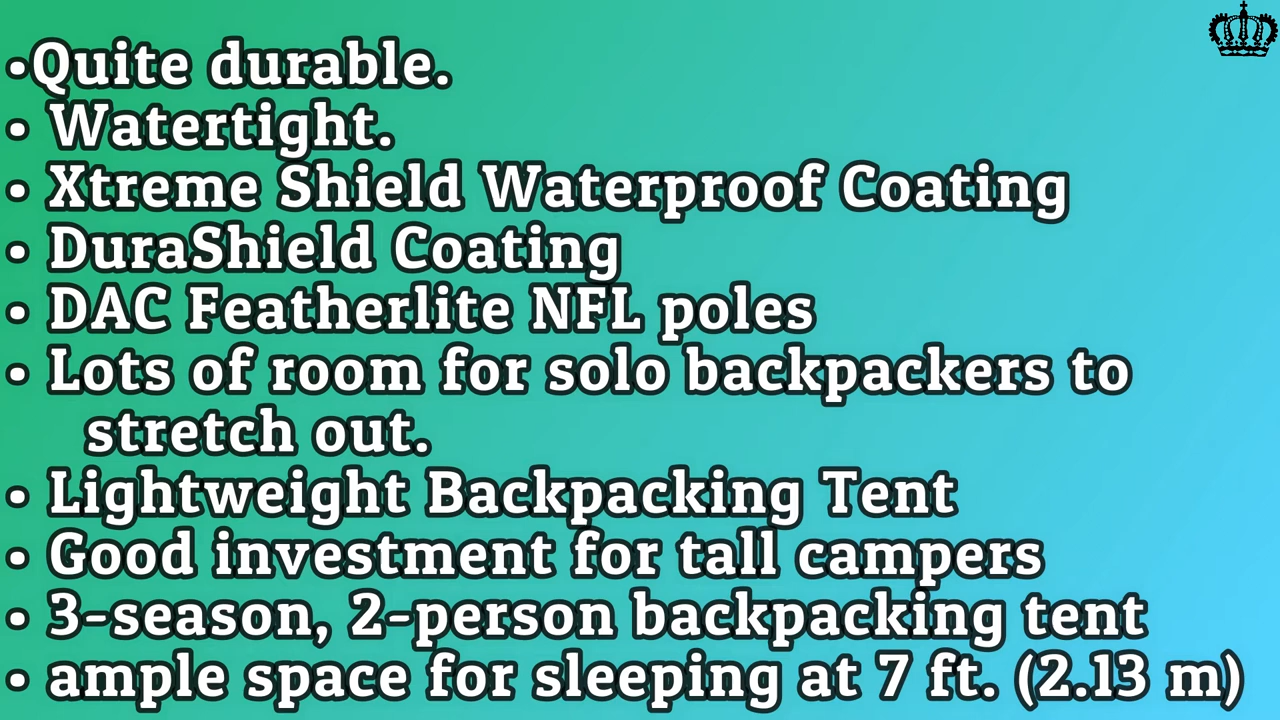 •Quite durable.
• Watertight.
• Xtreme Shield Waterproof Coating
• DuraShield Coating
• DAC Featherlite NFL poles
• Lots of room for solo backpackers to
stretch out.
• Lightweight Backpacking Tent
• Good investment for tall campers
• 3-season, 2-person backpacking tent
• ample space for sleeping at 7 ft. (2.13 m)